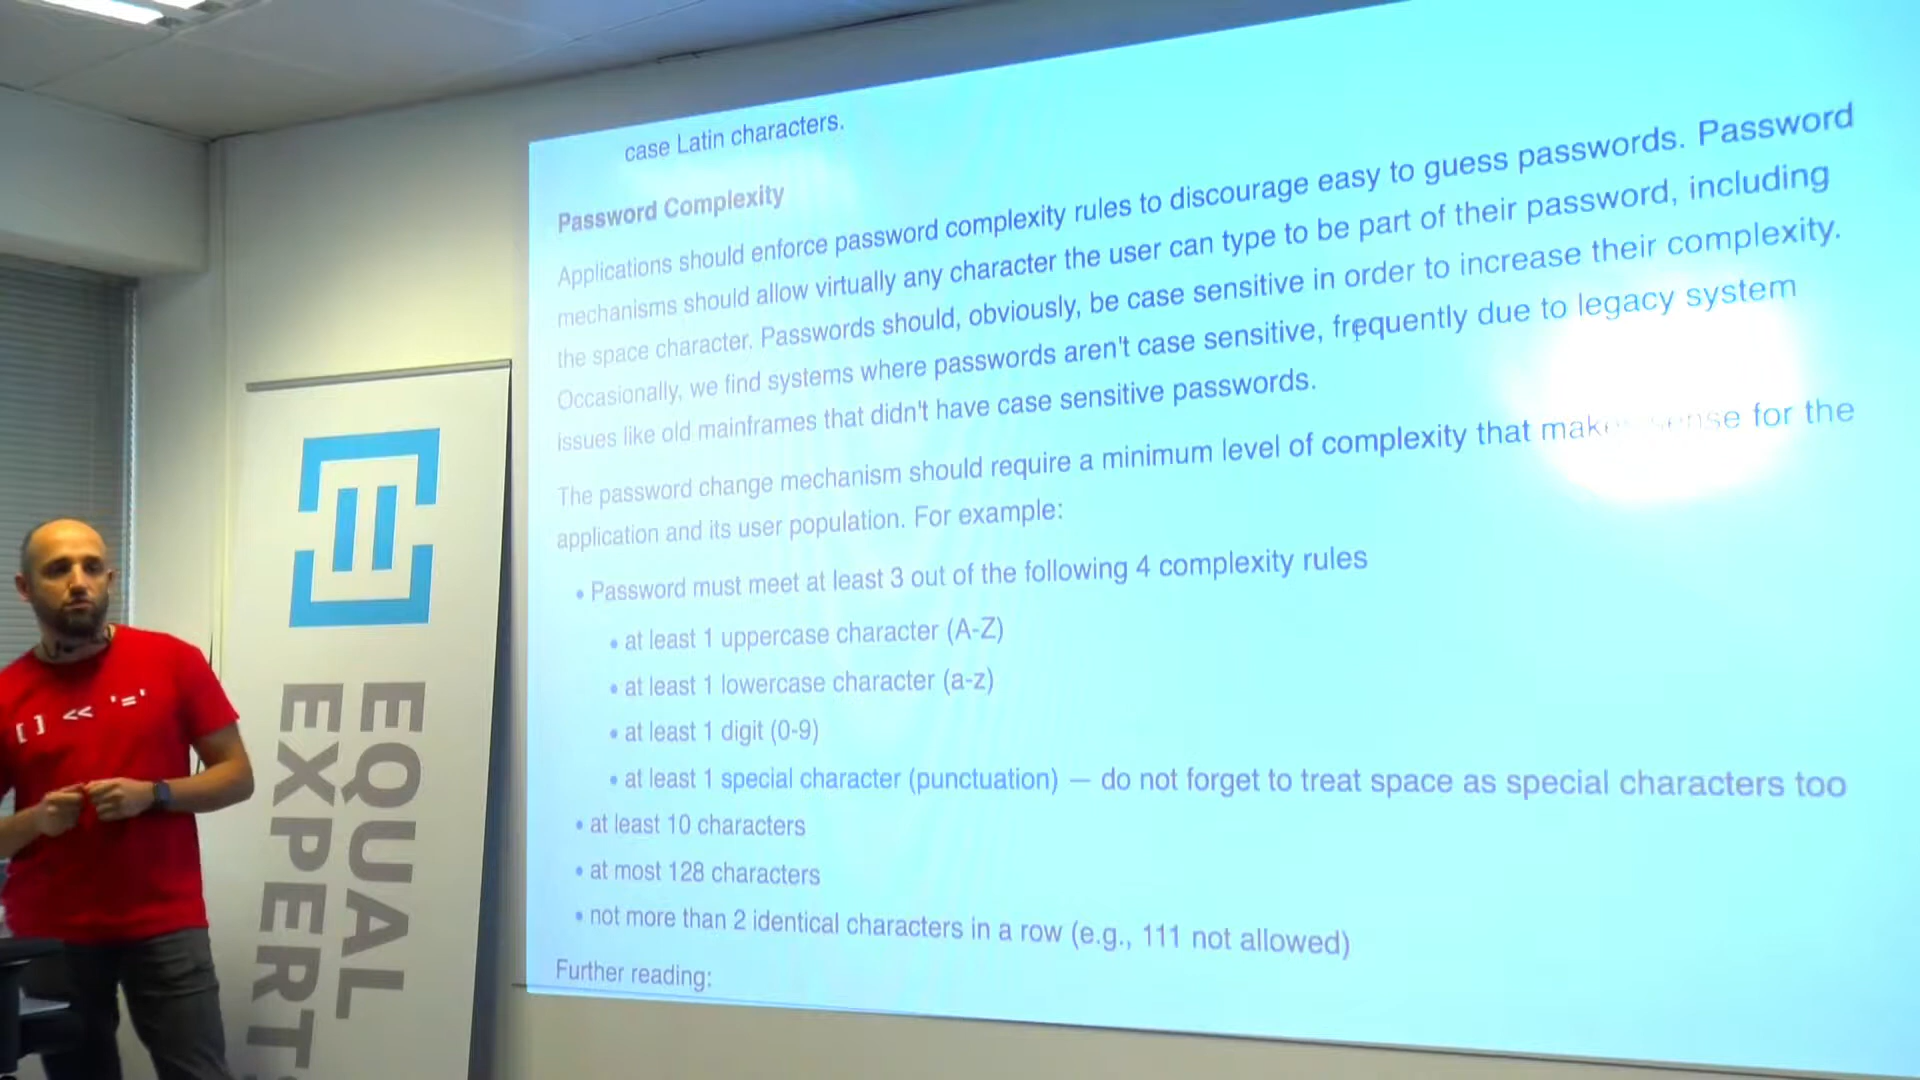 case Latin characters.
Password Complexity
Applications should enforce password complexity rules to discourage easy to guess passwords. Password
mechanisms should allow virtually any character the user can type to be part of their password, including
the space character. Passwords should, obviously, be case sensitive in order to increase their complexity.
Occasionally, we find systems where passwords aren't case sensitive, frequently due to legacy system
issues like old mainframes that didn't have case sensitive passwords.
The password change mechanism should require a minimum level of complexity that makes sense for the
application and its user population. For example:
• Password must meet at least 3 out of the following 4 complexity rules
• at least 1 uppercase character (A-Z)
• at least 1 lowercase character (a-z)
• at least 1 digit (0-9)
• at least 1 special character (punctuation) — do not forget to treat space as special characters too
• at least 10 characters
• at most 128 characters
• not more than 2 identical characters in a row (e.g., 111 not allowed)
Further reading:
EQUAL
EXPERT
[ ] << '='